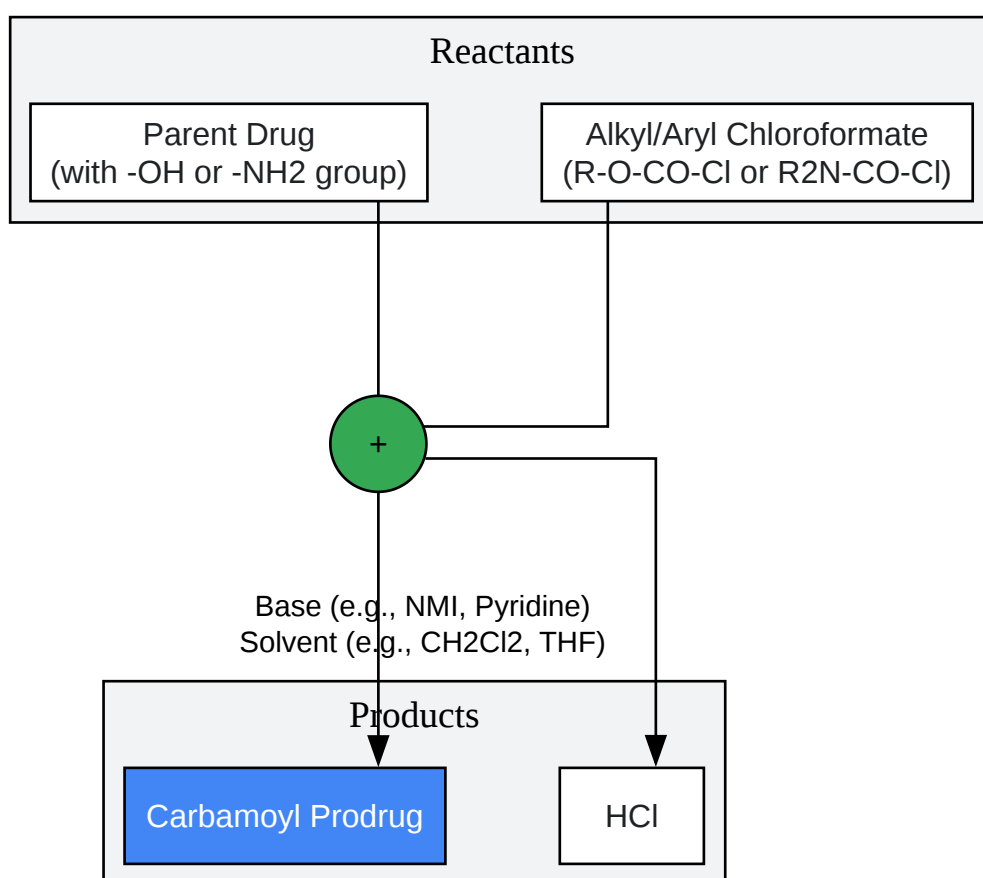 Reactants
Parent Drug
(with -OH or -NH2 group)
Alkyl/Aryl Chloroformate
(R-O-CO-Cl or R2N-CO-Cl)
+
Base (e.g., NMI, Pyridine)
Solvent (e.g., CH2Cl2, THF)
Products
Carbamoyl Prodrug
HCl